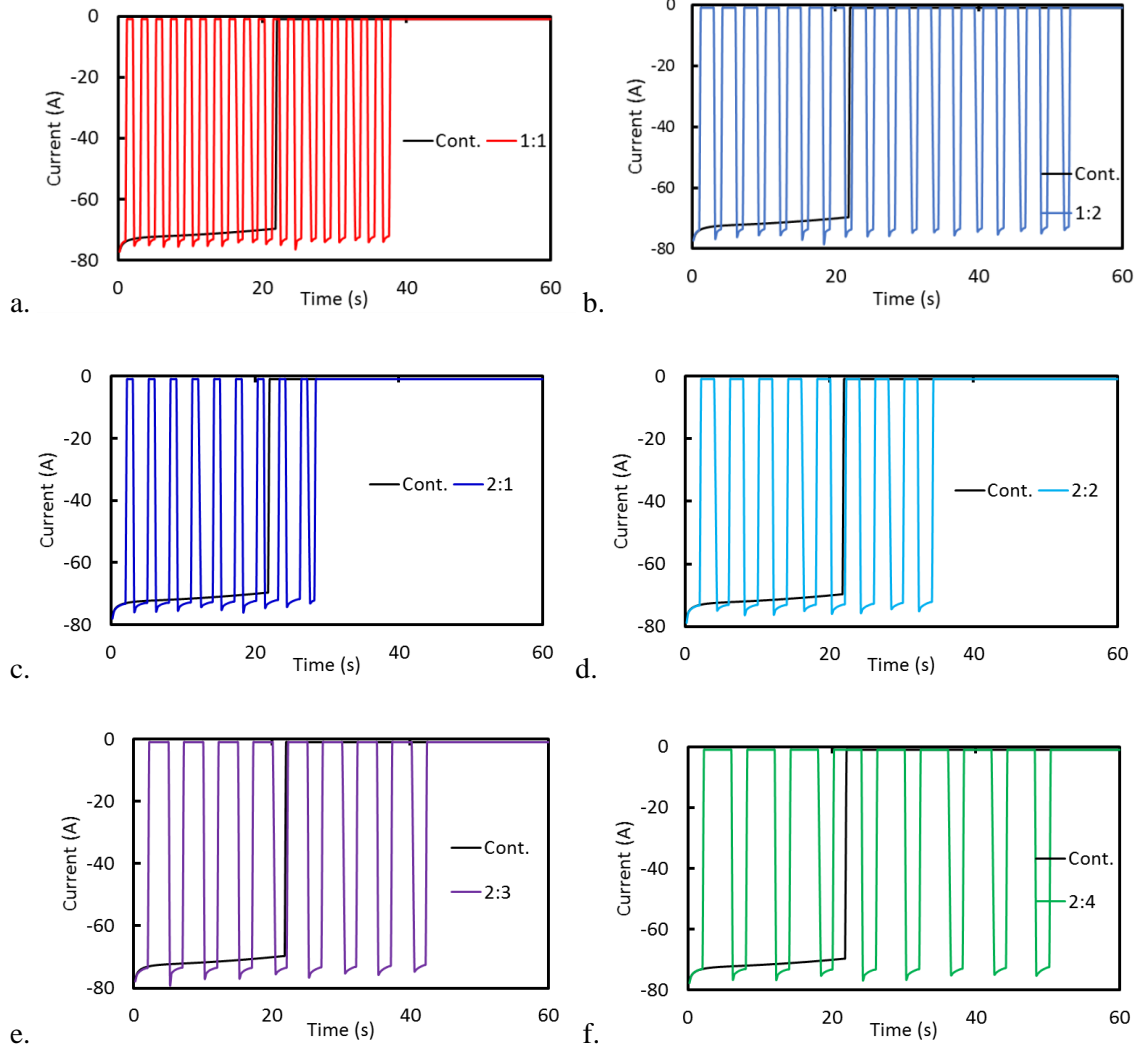 0
-20
-40
-60
-80
Current (A)
Cont. 1:1
0 20 40 60
Time (s)
a.
0
-20
-40
-60
-80
Current (A)
Cont.
1:2
0 20 40 60
Time (s)
b.
0
-20
-40
-60
-80
Current (A)
Cont. 2:1
0 20 40 60
Time (s)
c.
0
-20
-40
-60
-80
Current (A)
Cont. 2:2
0 20 40 60
Time (s)
d.
0
-20
-40
-60
-80
Current (A)
Cont.
2:3
0 20 40 60
Time (s)
e.
0
-20
-40
-60
-80
Current (A)
Cont.
2:4
0 20 40 60
Time (s)
f.